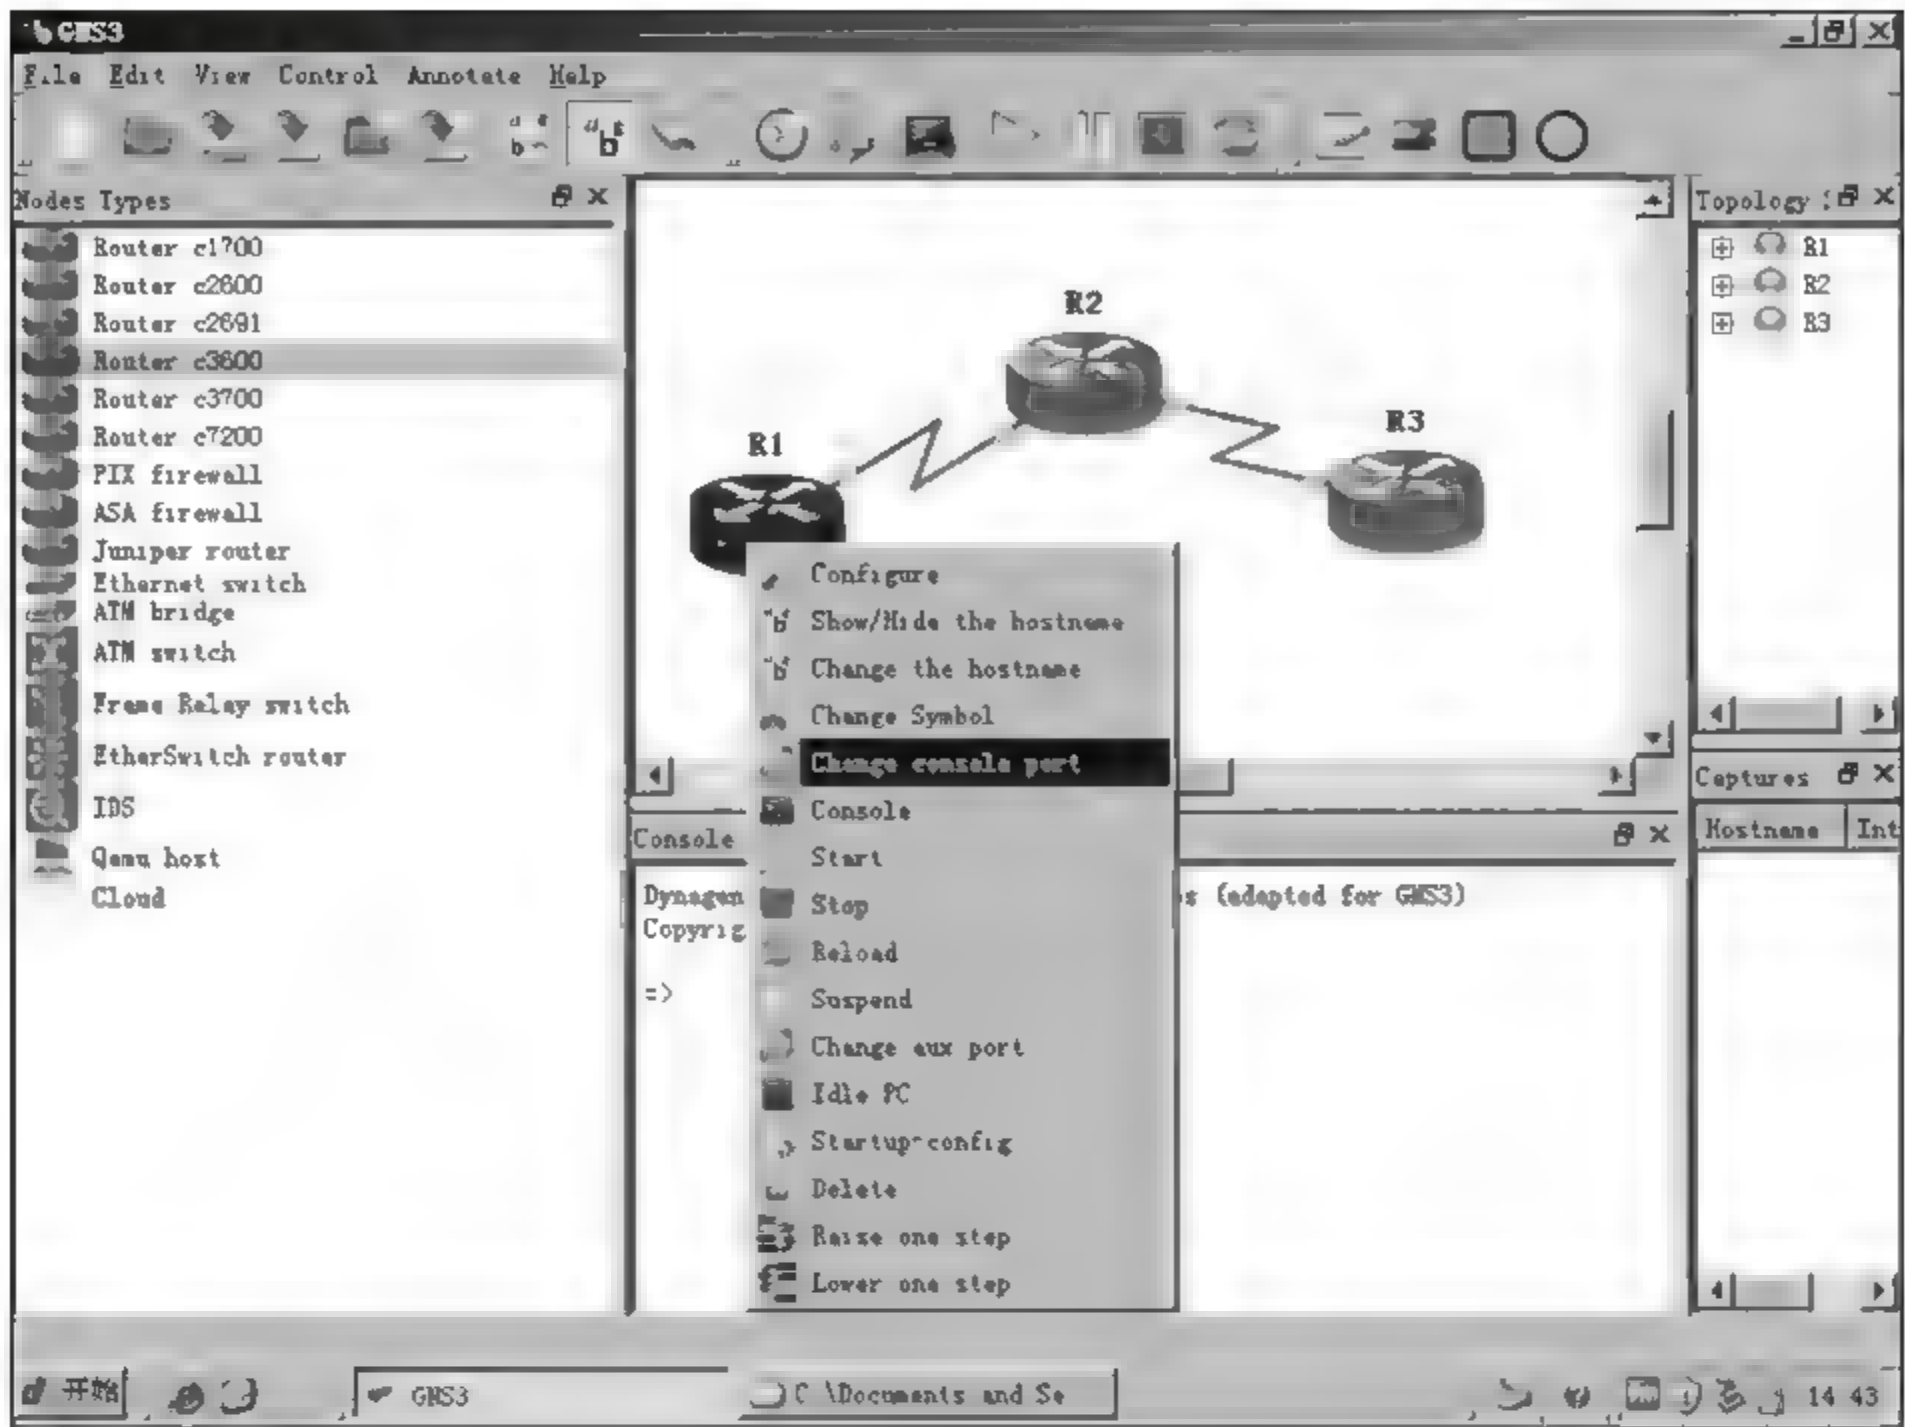 GNS3
File Edit View Control Annotate Help
Nodes Types
Router c1700
Router c2600
Router c2691
Router c3600
Router c3700
Router c7200
PIX firewall
ASA firewall
Juniper router
Ethernet switch
ATM bridge
ATM switch
Frame Relay switch
EtherSwitch router
IDS
Qemu host
Cloud
R1
R2
R3
Configure
Show/Hide the hostname
Change the hostname
Change Symbol
Change console port
Console
Start
Stop
Reload
Suspend
Change aux port
Idle PC
Startup-config
Delete
Raise one step
Lower one step
Console
Dynagen
s (adapted for GNS3)
Copyrig
=>
Topology
R1
R2
R3
Captures
Hostname Int
开始
GNS3
C \Documents and Se
14 43